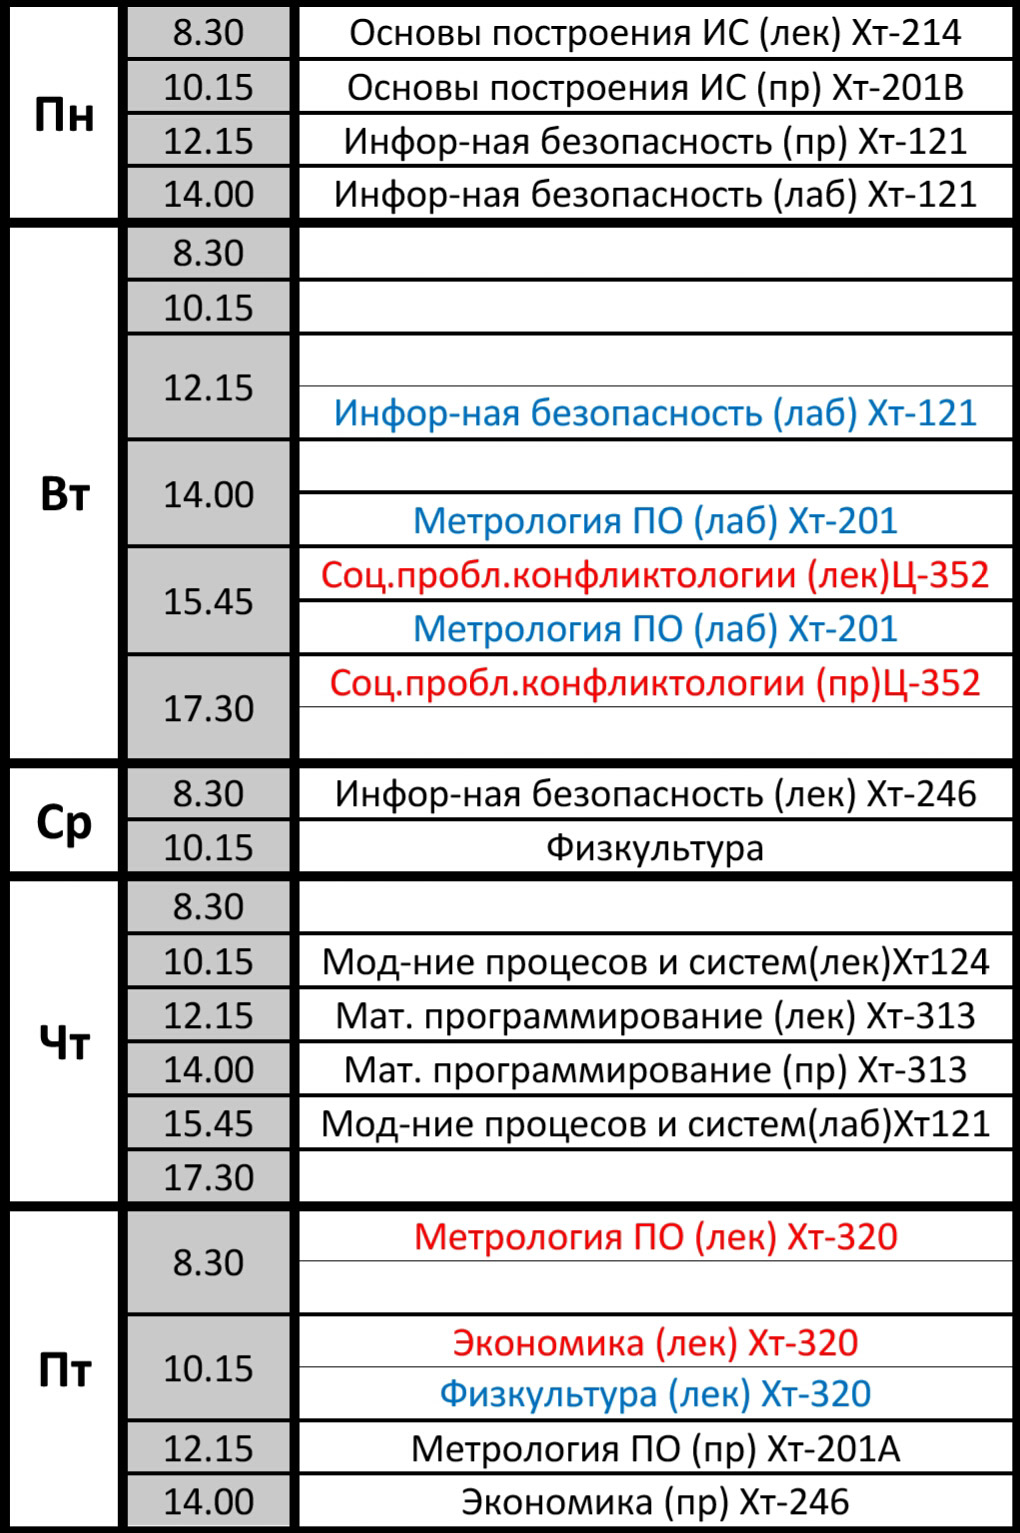 Пн
8.30 Основы построения ИС (лек) Хт-214
10.15 Основы построения ИС (пр) Хт-201В
12.15 Инфор-ная безопасность (пр) Хт-121
14.00 Инфор-ная безопасность (лаб) Хт-121
Вт
8.30
10.15
12.15
Инфор-ная безопасность (лаб) Хт-121
14.00
Метрология ПО (лаб) Хт-201
15.45
Соц.пробл.конфликтологии (лек)Ц-352
Метрология ПО (лаб) Хт-201
17.30
Соц.пробл.конфликтологии (пр)Ц-352
Ср
8.30 Инфор-ная безопасность (лек) Хт-246
10.15 Физкультура
Чт
8.30
10.15 Мод-ние процесов и систем(лек)Хт124
12.15 Мат. программирование (лек) Хт-313
14.00 Мат. программирование (пр) Хт-313
15.45 Мод-ние процесов и систем(лаб)Хт121
17.30
Пт
8.30
Метрология ПО (лек) Хт-320
10.15
Экономика (лек) Хт-320
Физкультура (лек) Хт-320
12.15 Метрология ПО (пр) Хт-201А
14.00 Экономика (пр) Хт-246